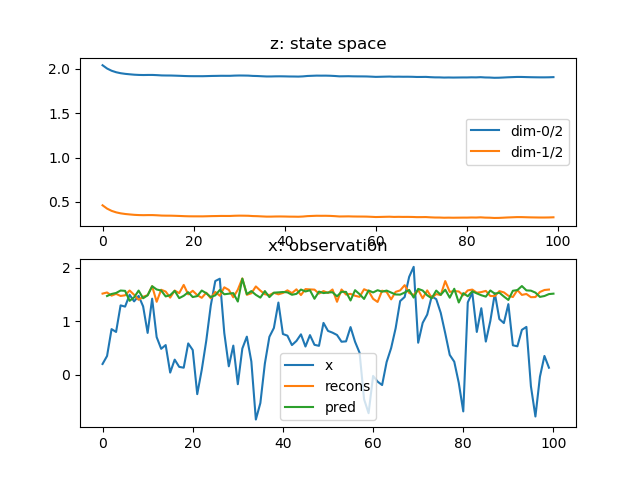 z: state space
2.0
1.5
1.0
0.5
dim-0/2
dim-1/2
0 20 40 60 80 100
x: observation
2
1
0
x
recons
pred
0 20 40 60 80 100